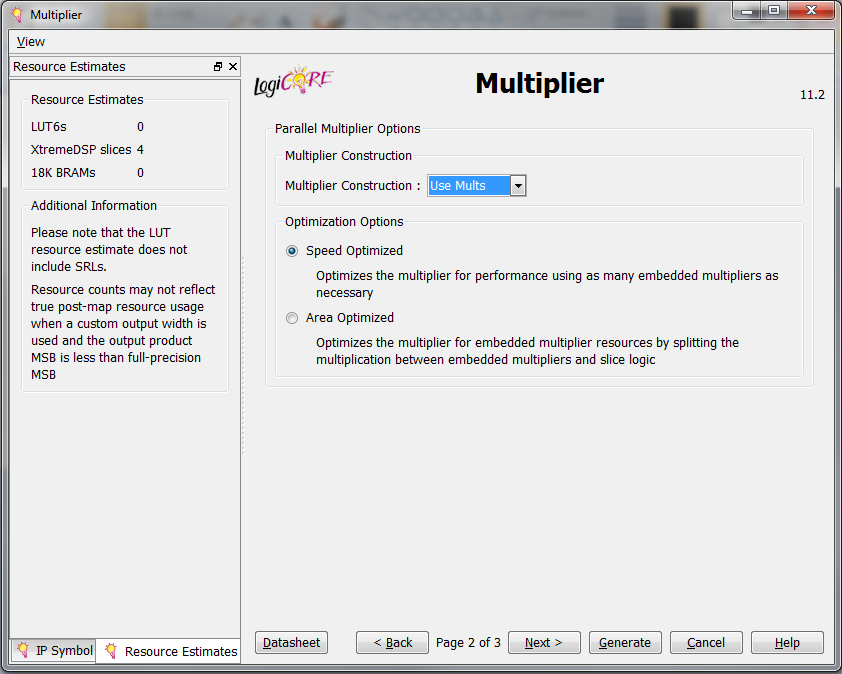 Multiplier
View
Resource Estimates
LogiCORE
Multiplier
11.2
Resource Estimates
LUT6s 0
XtremeDSP slices 4
18K BRAMs 0
Additional Information
Please note that the LUT
resource estimate does not
include SRLs.
Resource counts may not reflect
true post-map resource usage
when a custom output width is
used and the output product
MSB is less than full-precision
MSB
Parallel Multiplier Options
Multiplier Construction
Multiplier Construction : Use Mults
Optimization Options
Speed Optimized
Optimizes the multiplier for performance using as many embedded multipliers as
necessary
Area Optimized
Optimizes the multiplier for embedded multiplier resources by splitting the
multiplication between embedded multipliers and slice logic
IP Symbol Resource Estimates
Datasheet < Back Page 2 of 3 Next > Generate Cancel Help